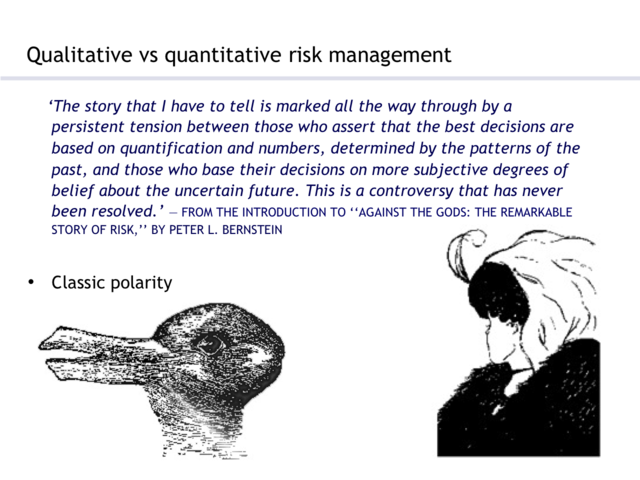 Qualitative vs quantitative risk management
‘The story that I have to tell is marked all the way through by a
persistent tension between those who assert that the best decisions are
based on quantification and numbers, determined by the patterns of the
past, and those who base their decisions on more subjective degrees of
belief about the uncertain future. This is a controversy that has never
been resolved.’ — FROM THE INTRODUCTION TO ‘‘AGAINST THE GODS: THE REMARKABLE
STORY OF RISK,’’ BY PETER L. BERNSTEIN
• Classic polarity